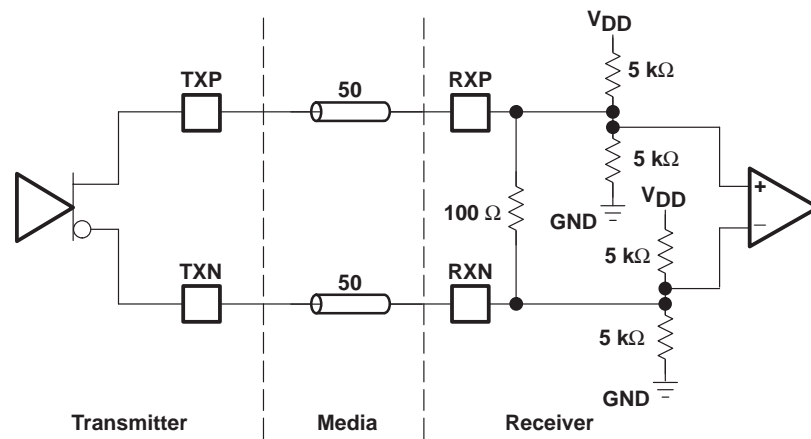 VDD
5 kΩ
TXP
50
RXP
5 kΩ
VDD
GND
+
−
100 Ω
5 kΩ
TXN
50
RXN
5 kΩ
GND
Transmitter
Media
Receiver